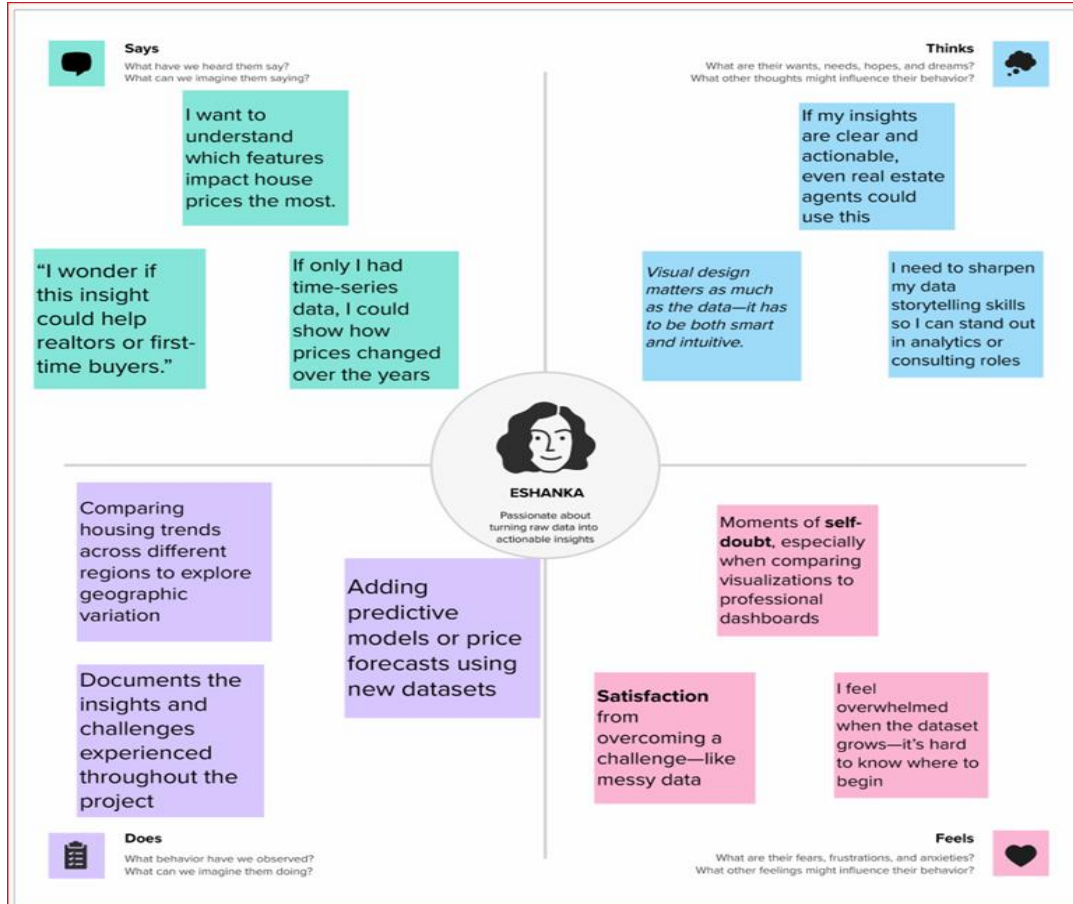 Says
What have we heard them say?
What can we imagine them saying?
I want to
understand
which features
impact house
prices the most.
“I wonder if
this insight
could help
realtors or first-
time buyers.”
If only I had
time-series
data, I could
show how
prices changed
over the years
Thinks
What are their wants, needs, hopes, and dreams?
What other thoughts might influence their behavior?
If my insights
are clear and
actionable,
even real estate
agents could
use this
Visual design
matters as much
as the data—it has
to be both smart
and intuitive.
I need to sharpen
my data
storytelling skills
so I can stand out
in analytics or
consulting roles
ESHANKA
Passionate about
turning raw data into
actionable insights
Comparing
housing trends
across different
regions to explore
geographic
variation
Adding
predictive
models or price
forecasts using
new datasets
Documents the
insights and
challenges
experienced
throughout the
project
Does
What behavior have we observed?
What can we imagine them doing?
Moments of self-
doubt, especially
when comparing
visualizations to
professional
dashboards
Satisfaction
from
overcoming a
challenge—like
messy data
I feel
overwhelmed
when the dataset
grows—it’s hard
to know where to
begin
Feels
What are their fears, frustrations, and anxieties?
What other feelings might influence their behavior?